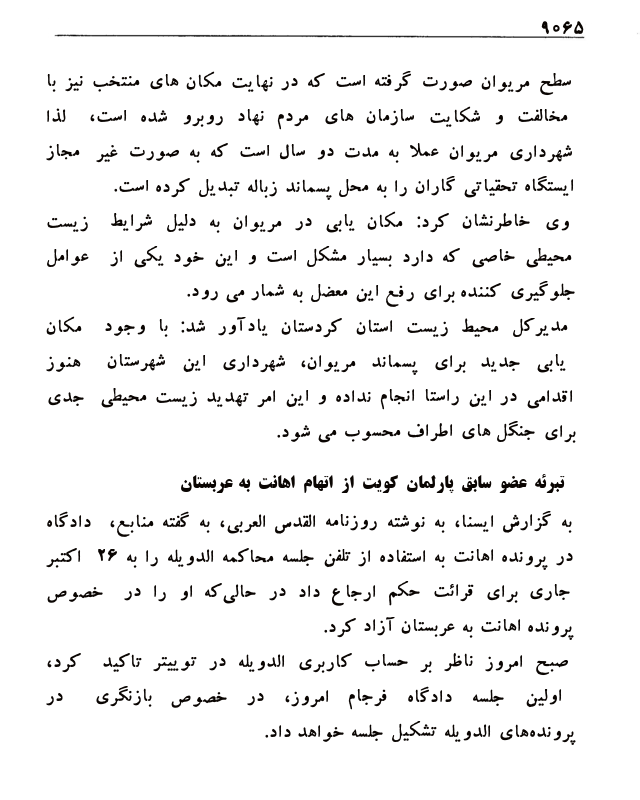 ۹۰۶۵
سطح مریوان صورت گرفته است که در نهایت مکان های منتخب نیز با
مخالفت و شکایت سازمان های مردم نهاد روبرو شده است، لذا
شهرداری مریوان عملا به مدت دو سال است که به صورت غیر مجاز
ایستگاه تحقیاتی گاران را به محل پسماند زباله تبدیل کرده است.
وی خاطرنشان کرد: مکان یابی در مریوان به دلیل شرایط زیست
محیطی خاصی که دارد بسیار مشکل است و این خود یکی از عوامل
جلوگیری کننده برای رفع این معضل به شمار می رود.
مدیرکل محیط زیست استان کردستان یادآور شد: با وجود مکان
یابی جدید برای پسماند مریوان، شهرداری این شهرستان هنوز
اقدامی در این راستا انجام نداده و این امر تهدید زیست محیطی جدی
برای جنگل های اطراف محسوب می شود.
تبرئه عضو سابق پارلمان کویت از اتهام اهانت به عربستان
به گزارش ایسنا، به نوشته روزنامه القدس العربی، به گفته منابع، دادگاه
در پرونده اهانت به استفاده از تلفن جلسه محاکمه الدویله را به ۲۶ اکتبر
جاری برای قرائت حکم ارجاع داد در حالی‌که او را در خصوص
پرونده اهانت به عربستان آزاد کرد.
صبح امروز ناظر بر حساب کاربری الدویله در توییتر تاکید کرد،
اولین جلسه دادگاه فرجام امروز، در خصوص بازنگری در
پرونده‌های الدویله تشکیل جلسه خواهد داد.